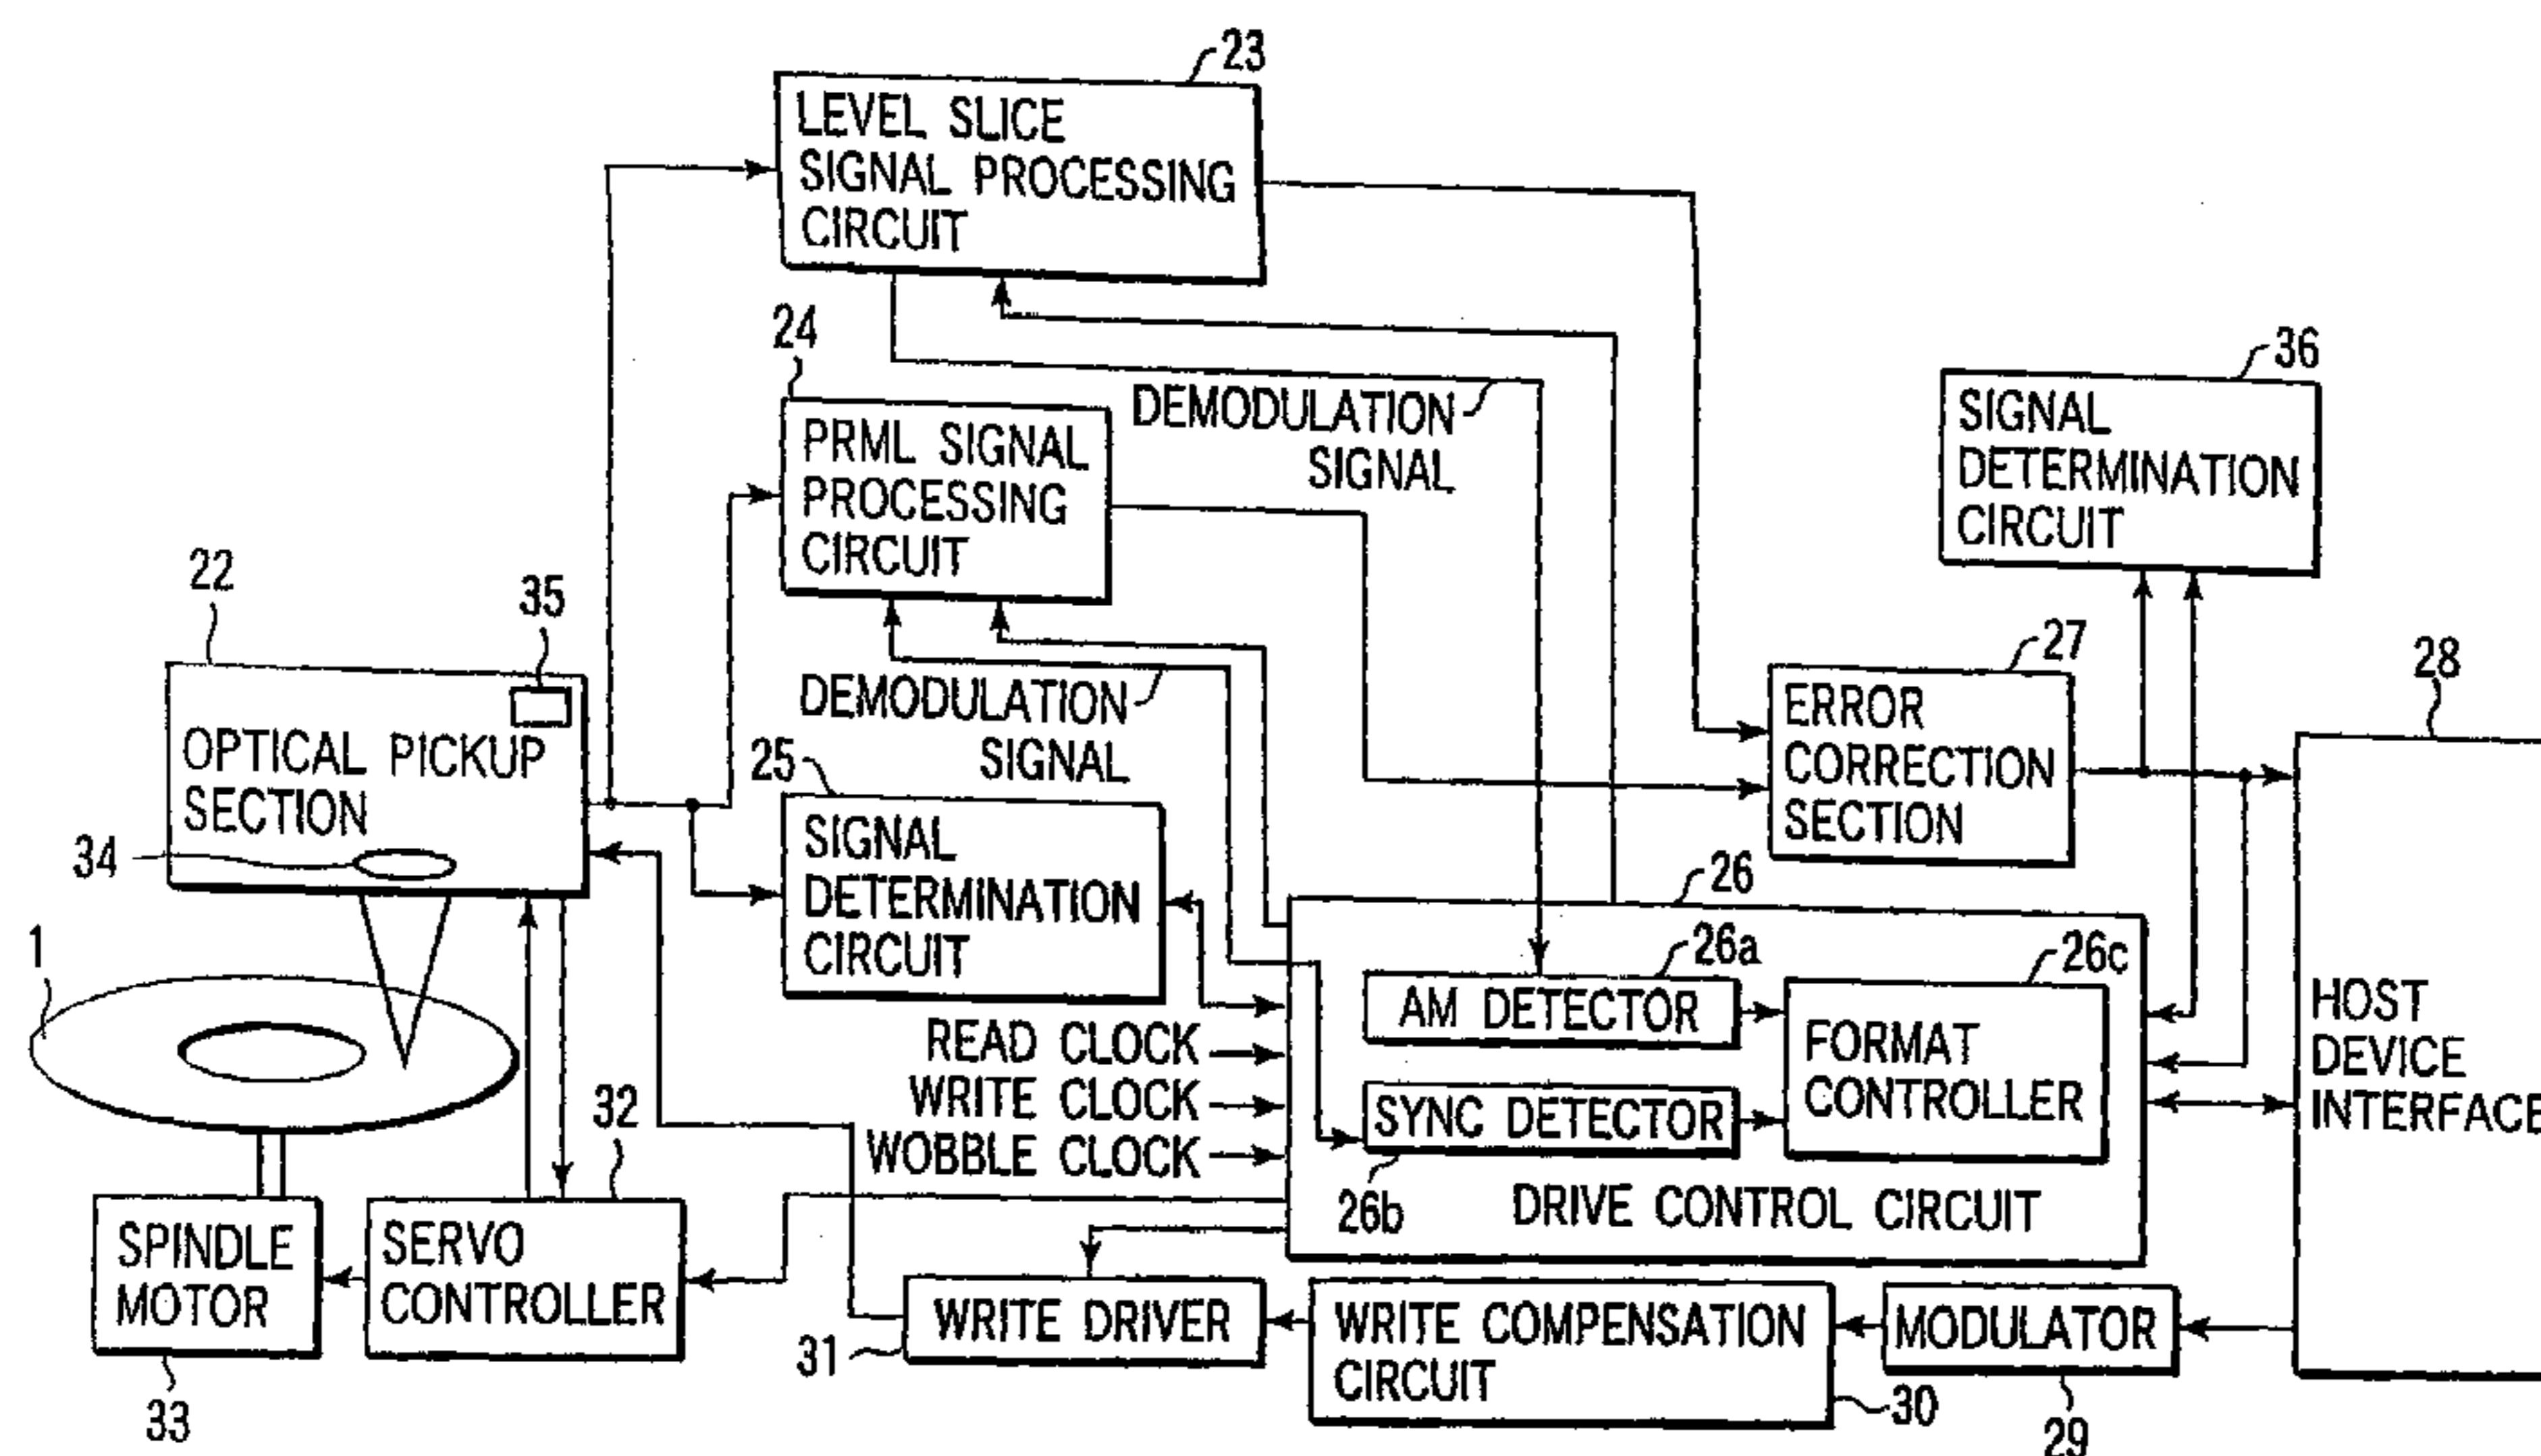 23
LEVEL SLICE
SIGNAL PROCESSING
CIRCUIT
24
PRML SIGNAL
PROCESSING
CIRCUIT
DEMODULATION
SIGNAL
36
SIGNAL
DETERMINATION
CIRCUIT
22
35
OPTICAL PICKUP
SECTION
34
DEMODULATION
SIGNAL
25
SIGNAL
DETERMINATION
CIRCUIT
27
ERROR
CORRECTION
SECTION
28
HOST
DEVICE
INTERFACE
26
26a
AM DETECTOR
26c
FORMAT
CONTROLLER
SYNC DETECTOR
26b
DRIVE CONTROL CIRCUIT
READ CLOCK
WRITE CLOCK
WOBBLE CLOCK
1
32
SPINDLE
MOTOR
33
SERVO
CONTROLLER
WRITE DRIVER
31
WRITE COMPENSATION
CIRCUIT
30
MODULATOR
29